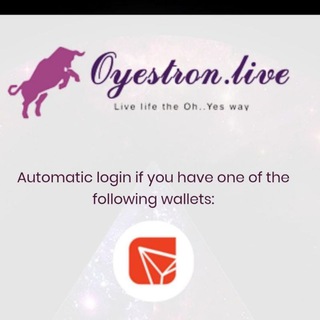 Oyestron.live
Live life the Oh..Yes way
Automatic login if you have one of the
following wallets: